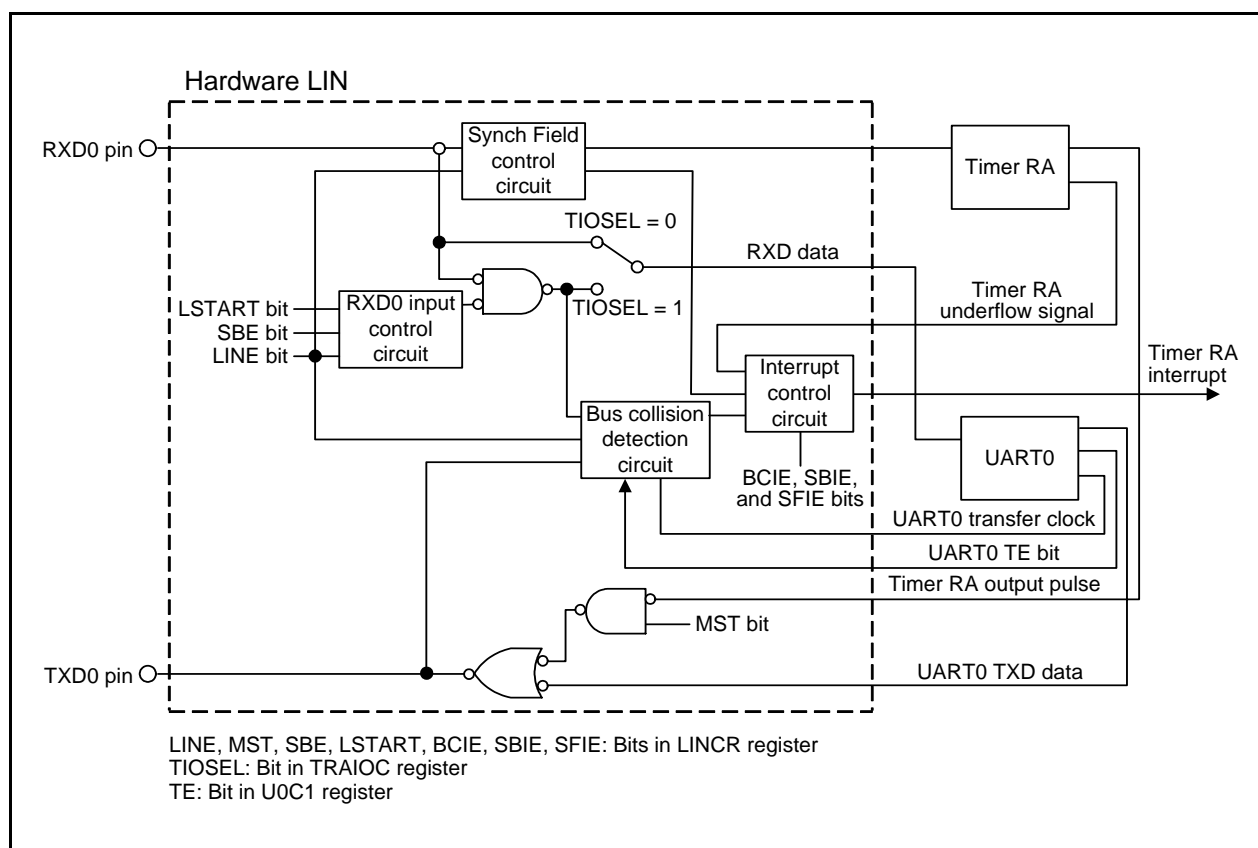 Hardware LIN
RXD0 pin
Synch Field
control
circuit
Timer RA
TIOSEL = 0
RXD data
TIOSEL = 1
LSTART bit
SBE bit
LINE bit
RXD0 input
control
circuit
Timer RA
underflow signal
Timer RA
interrupt
Interrupt
control
circuit
Bus collision
detection
circuit
BCIE, SBIE,
and SFIE bits
UART0
UART0 transfer clock
UART0 TE bit
Timer RA output pulse
MST bit
TXD0 pin
UART0 TXD data
LINE, MST, SBE, LSTART, BCIE, SBIE, SFIE: Bits in LINCR register
TIOSEL: Bit in TRAIOC register
TE: Bit in U0C1 register